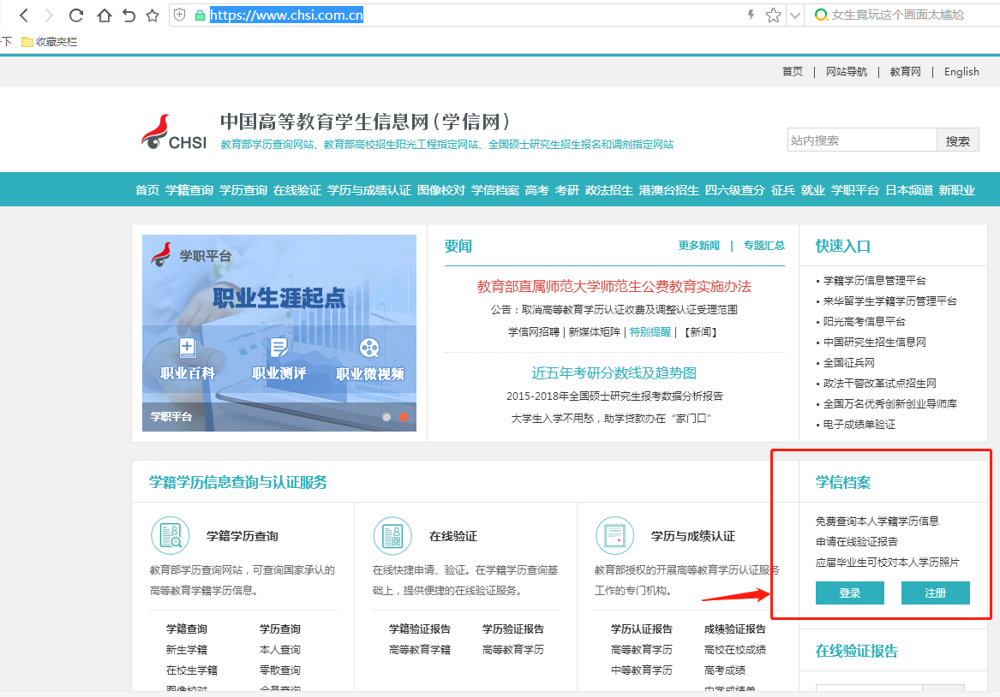 https://www.chsi.com.cn
女生竟玩这个画面太尴尬
下 收藏夹栏
首页 | 网站导航 | 教育网 | English
CHSI
中国高等教育学生信息网(学信网)
教育部学历查询网站、教育部高校招生阳光工程指定网站、全国硕士研究生招生报名和调剂指定网站
站内搜索 搜索
首页 学籍查询 学历查询 在线验证 学历与成绩认证 图像校对 学信档案 高考 考研 政法招生 港澳台招生 四六级查分 征兵 就业 学职平台 日本频道 新职业
学职平台
职业生涯起点
职业百科 职业测评 职业微视频
学职平台
要闻 更多新闻 | 专题汇总
教育部直属师范大学师范生公费教育实施办法
公告：取消高等教育学历认证收费及调整认证受理范围
学信网招聘 | 新媒体矩阵 | 特别提醒 | 【新闻】
近五年考研分数线及趋势图
2015-2018年全国硕士研究生报考数据分析报告
大学生入学不用愁，助学贷款办在“家门口”
快速入口
• 学籍学历信息管理平台
• 来华留学生学籍学历管理平台
• 阳光高考信息平台
• 中国研究生招生信息网
• 全国征兵网
• 政法干警改革试点招生网
• 全国万名优秀创新创业导师库
• 电子成绩单验证
学籍学历信息查询与认证服务
学籍学历查询
教育部学历查询网站，可查询国家承认的
高等教育学籍学历信息。
学籍查询 学历查询
新生学籍 本人查询
在校生学籍 零散查询
图像校对 会员查询
在线验证
在线快捷申请、验证。在学籍学历查询基
础上，提供便捷的在线验证服务。
学籍验证报告 学历验证报告
高等教育学籍 高等教育学历
学历与成绩认证
教育部授权的开展高等教育学历认证服务
工作的专门机构。
学历认证报告 成绩验证报告
高等教育学历 高校在校成绩
中等教育学历 高考成绩
中学成绩单
学信档案
免费查询本人学籍学历信息
申请在线验证报告
应届毕业生可校对本人学历照片
登录 注册
在线验证报告